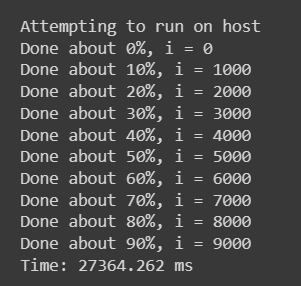 Attempting to run on host
Done about 0%, i = 0
Done about 10%, i = 1000
Done about 20%, i = 2000
Done about 30%, i = 3000
Done about 40%, i = 4000
Done about 50%, i = 5000
Done about 60%, i = 6000
Done about 70%, i = 7000
Done about 80%, i = 8000
Done about 90%, i = 9000
Time: 27364.262 ms